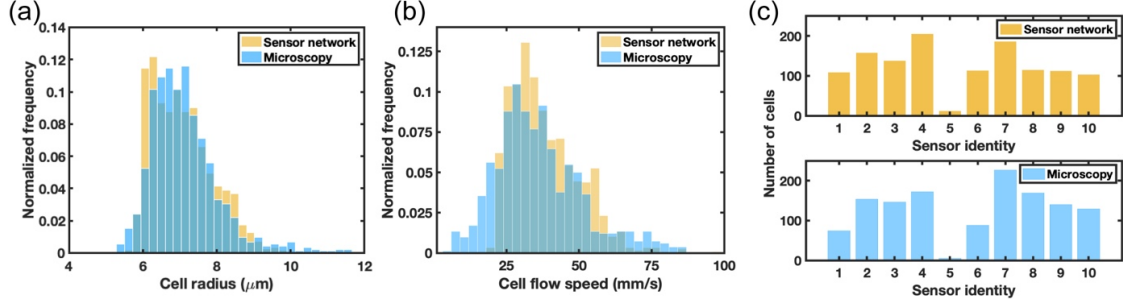 (a)
0.14
0.12
0.10
0.08
0.06
0.04
0.02
0
Normalized frequency
4
6
8
10
12
Cell radius (μm)
Sensor network
Microscopy
(b)
0.125
0.10
0.075
0.05
0.025
0
Normalized frequency
25
50
75
100
Cell flow speed (mm/s)
Sensor network
Microscopy
(c)
Number of cells
200
100
0
Sensor network
1 2 3 4 5 6 7 8 9 10
Sensor identity
200
100
0
Microscopy
1 2 3 4 5 6 7 8 9 10
Sensor identity